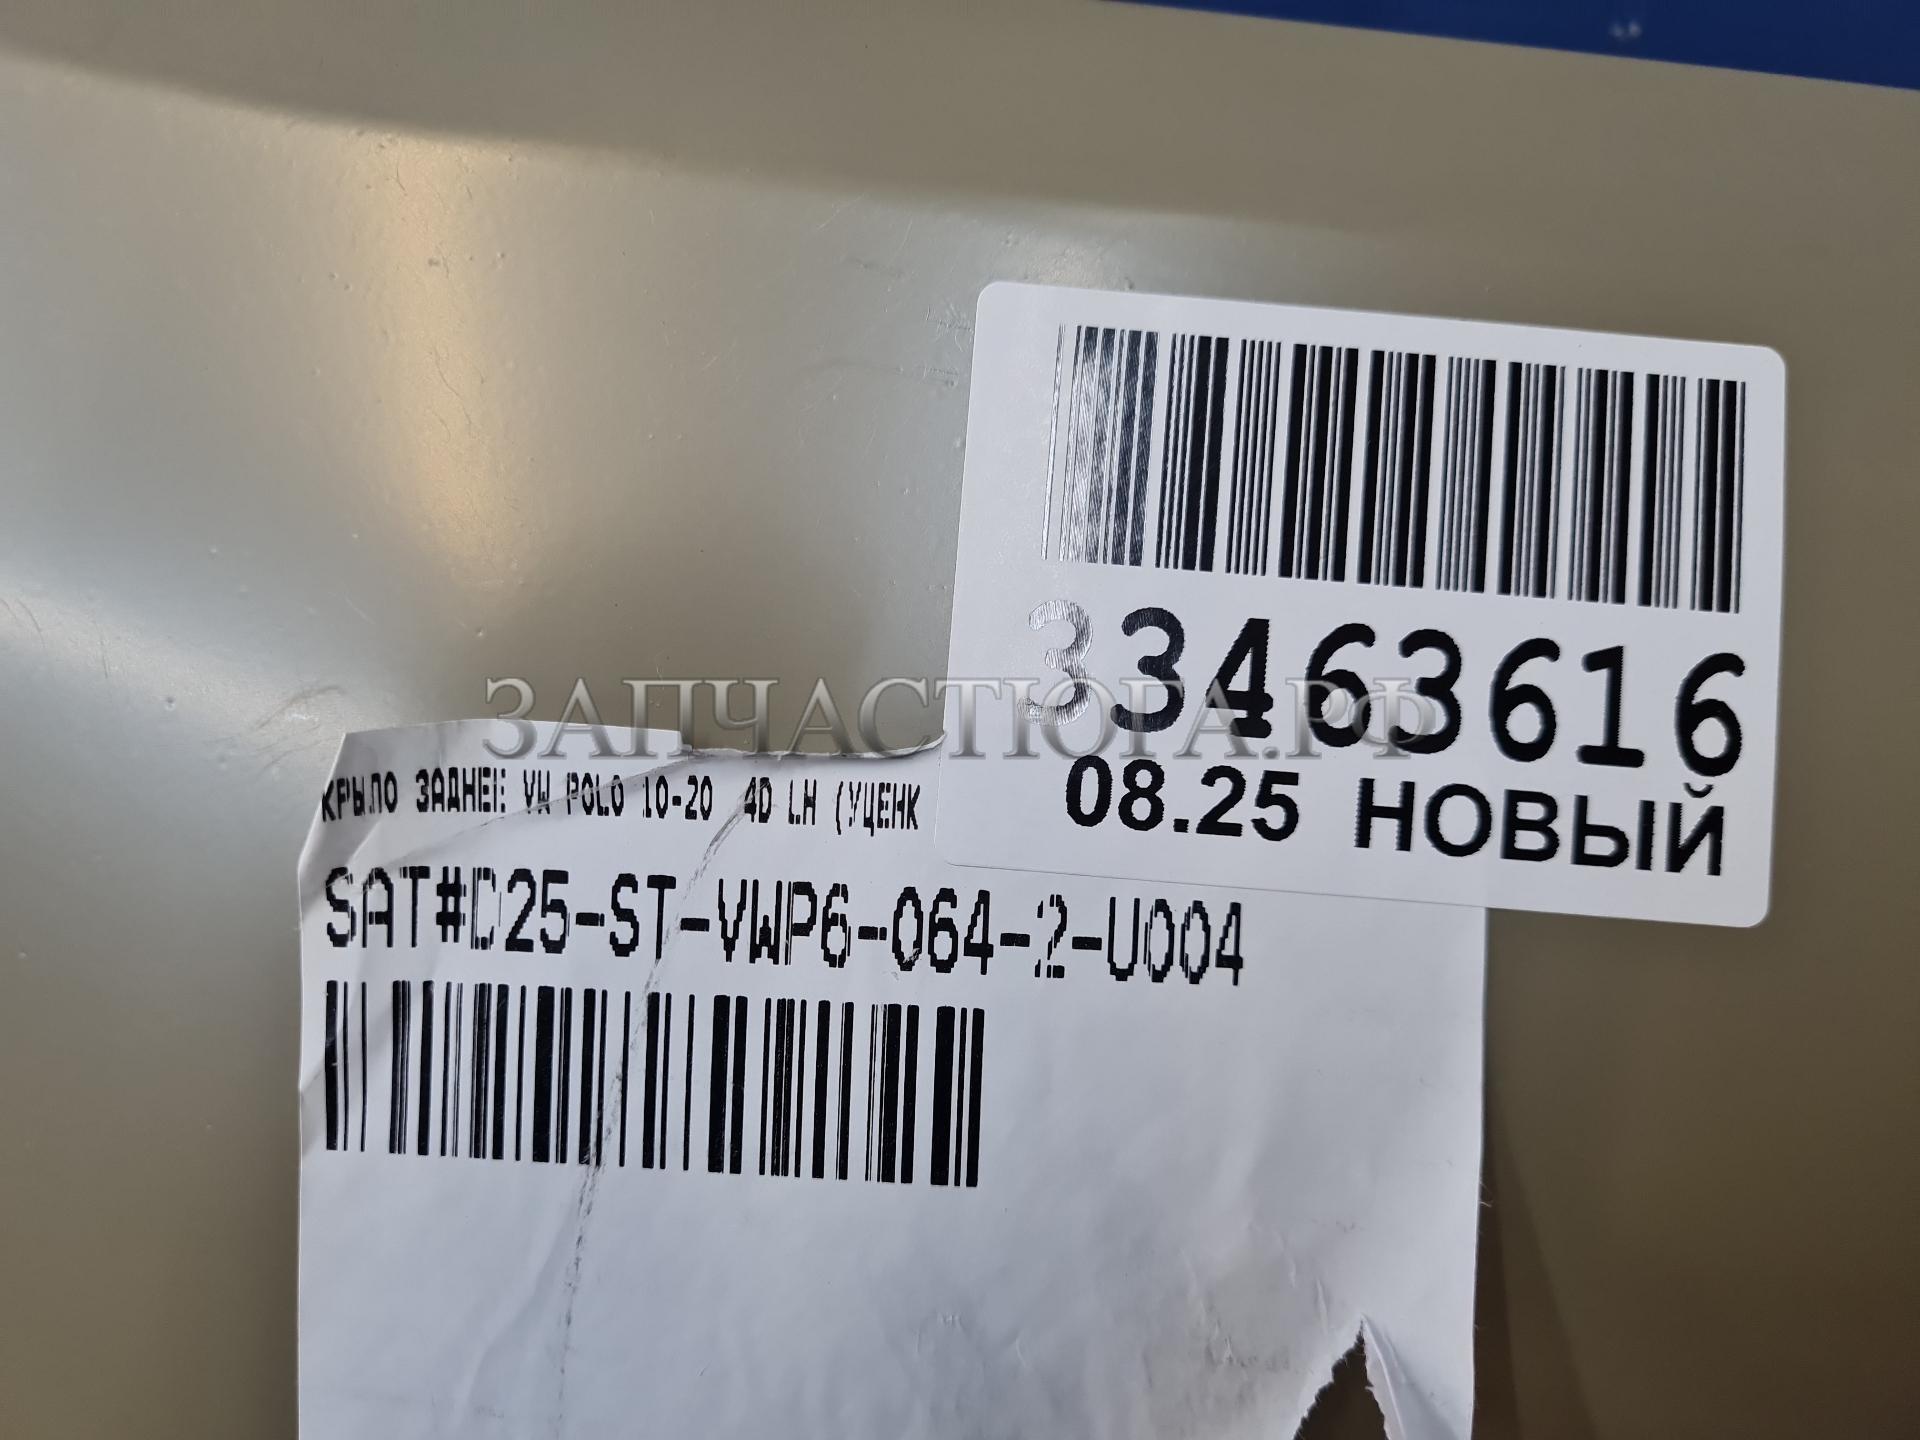 33463616
08.25 НОВЫЙ
ЗАПЧАСТЮГА.РФ
КРЫЛО ЗАДНЕЕ VW POLO 10-20 4D LH (УЦЕНК
SAT#D25-ST-VWP6-064-2-U004